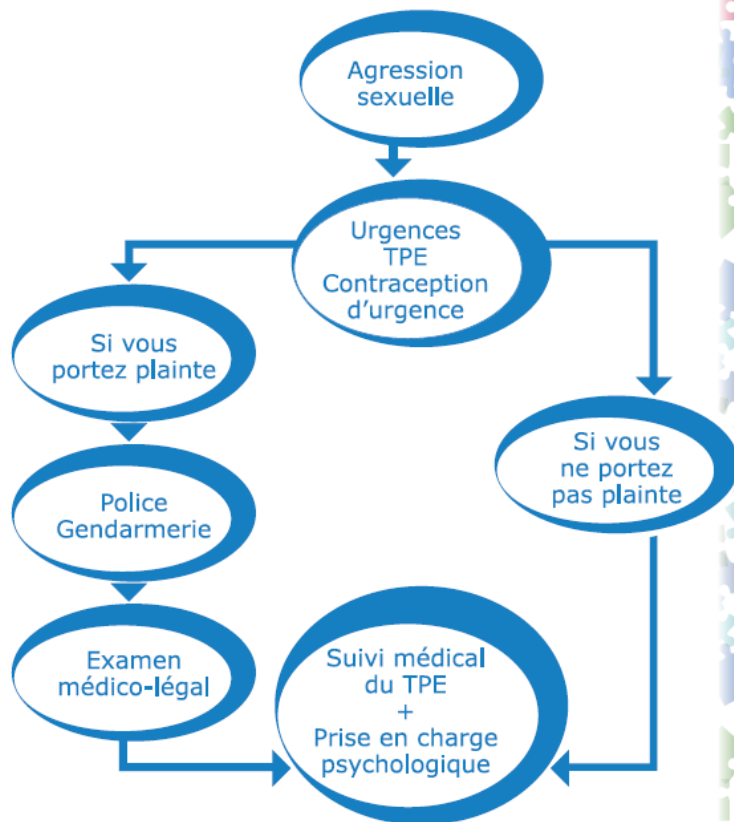 Agression
sexuelle
Urgences
TPE
Contraception
d'urgence
Si vous
portez plainte
Police
Gendarmerie
Examen
médico-légal
Si vous
ne portez
pas plainte
Suivi médical
du TPE
+
Prise en charge
psychologique